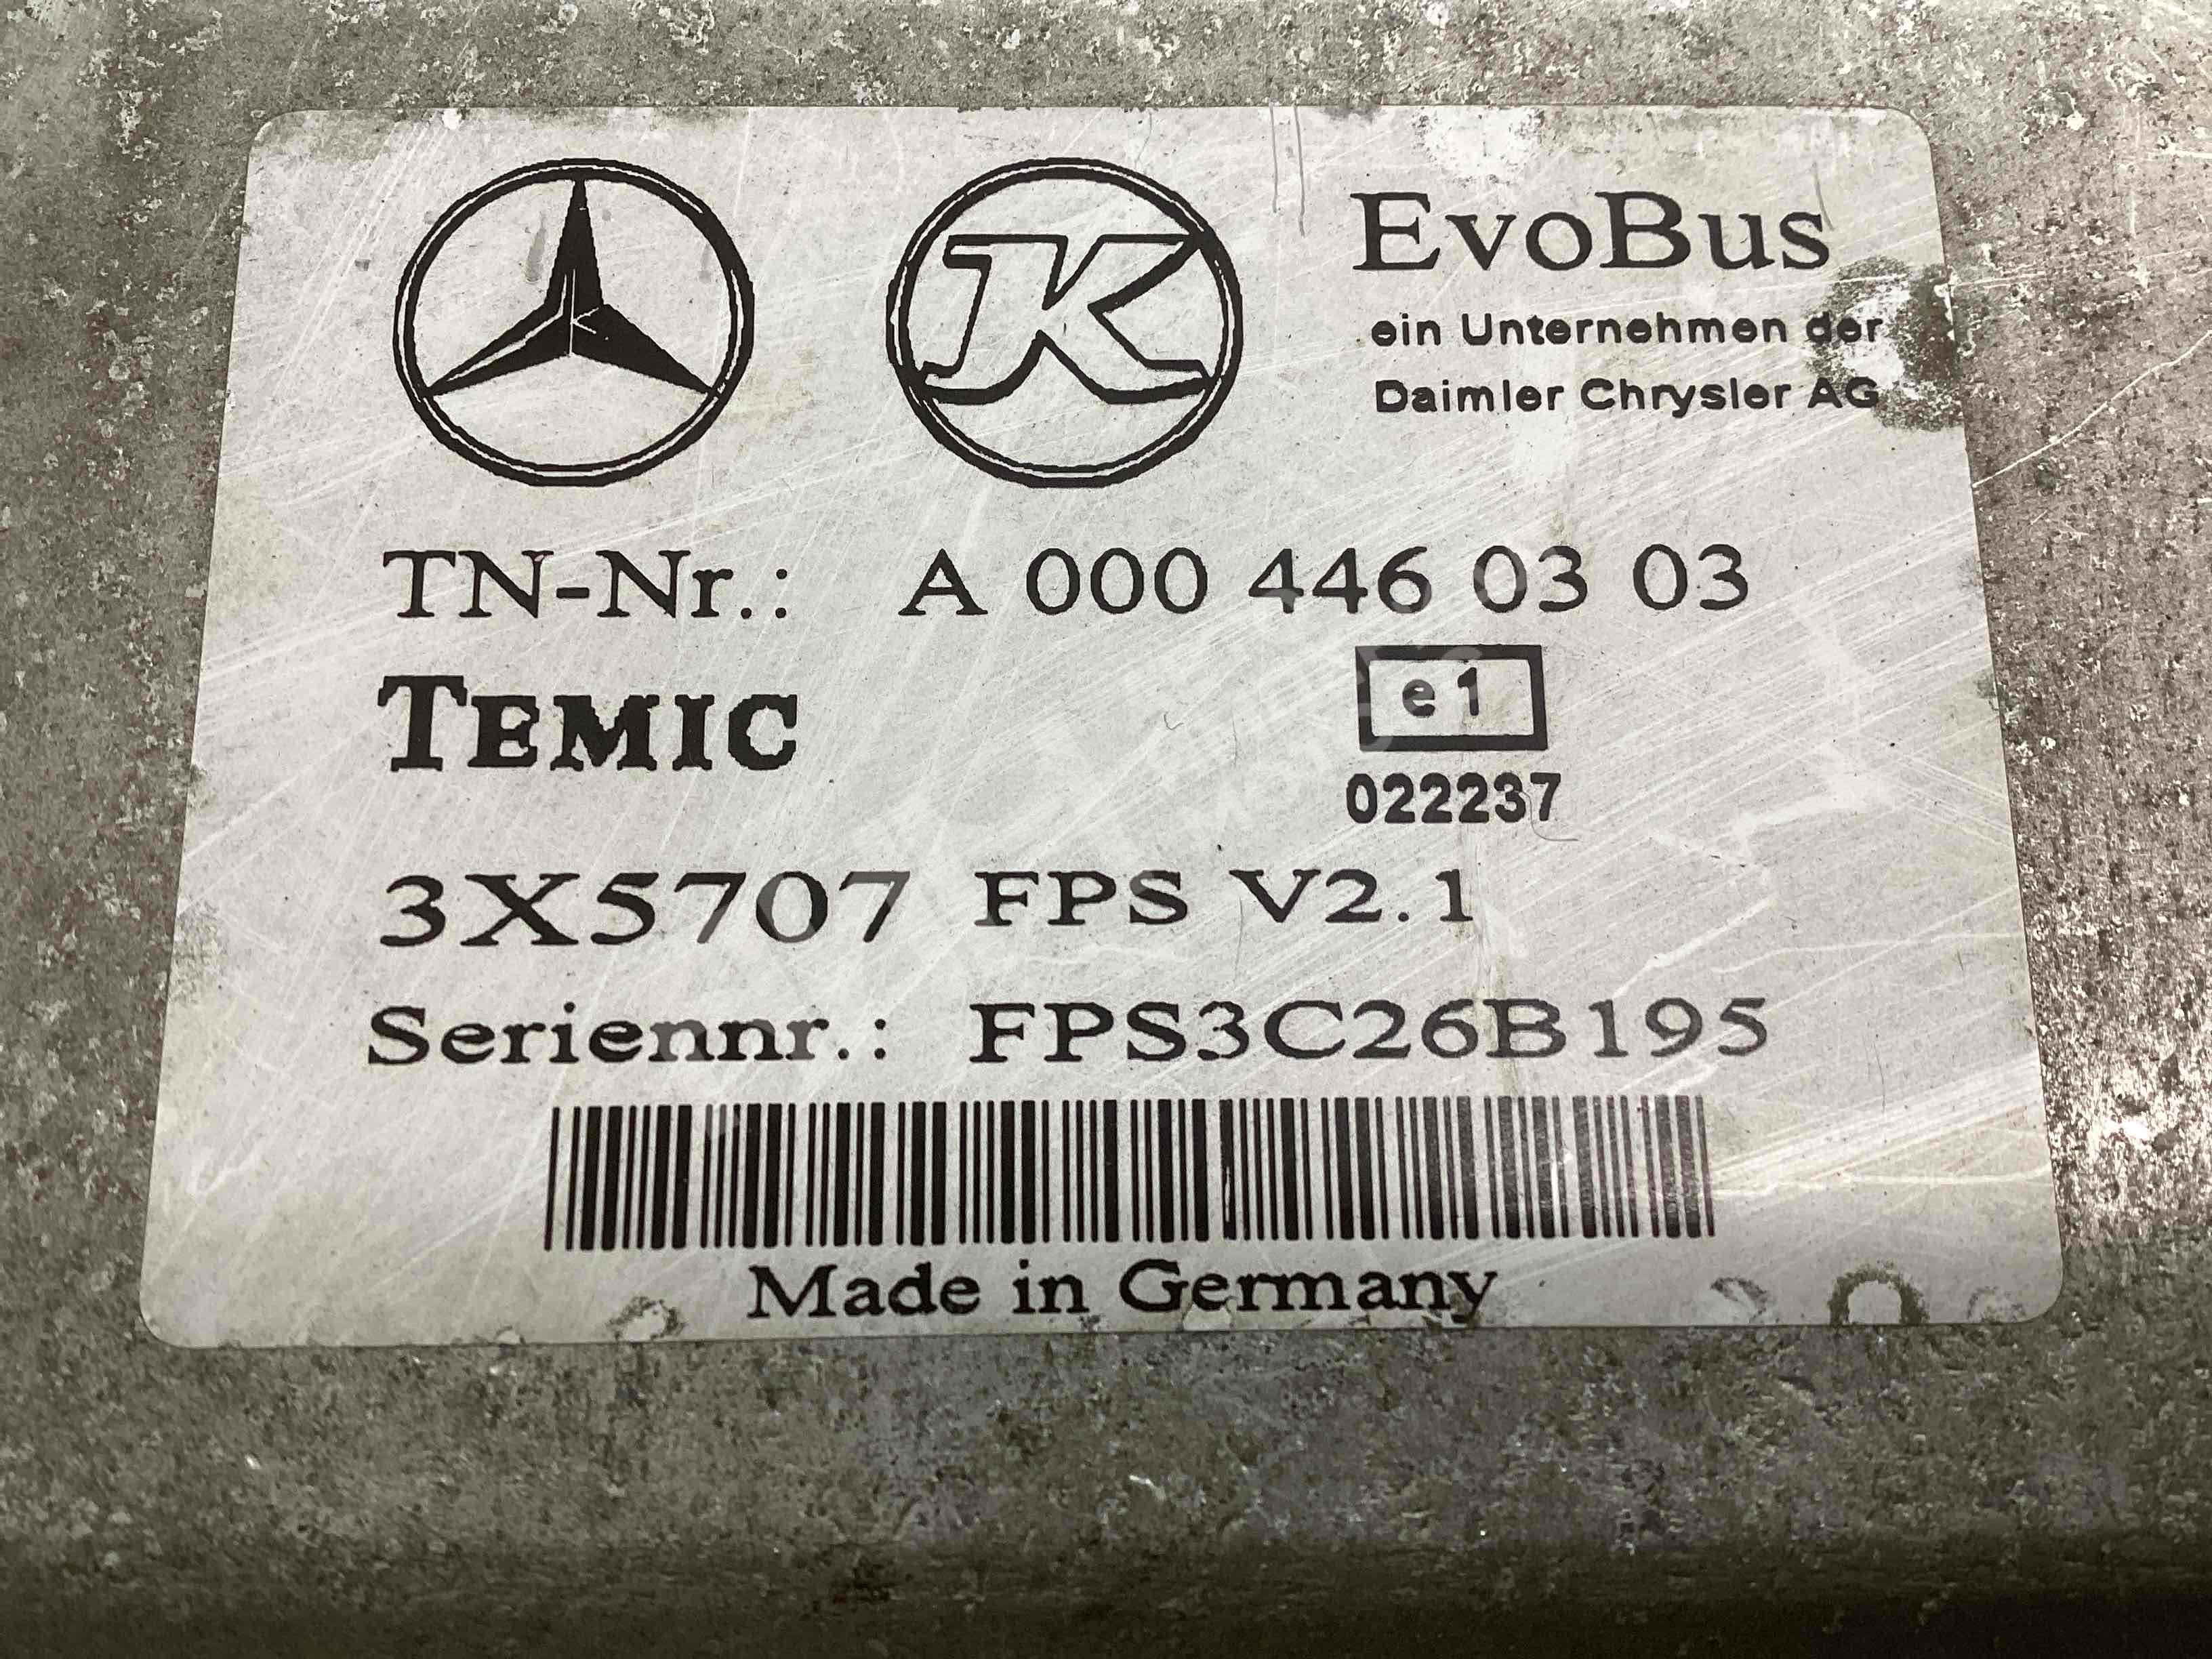 K
EvoBus
ein Unternehmen der
Daimler Chrysler AG
TN-Nr.: A 000 446 03 03
TEMIC
e1
022237
3X5707 FPS V2.1
Seriennr.: FPS3C26B195
Made in Germany